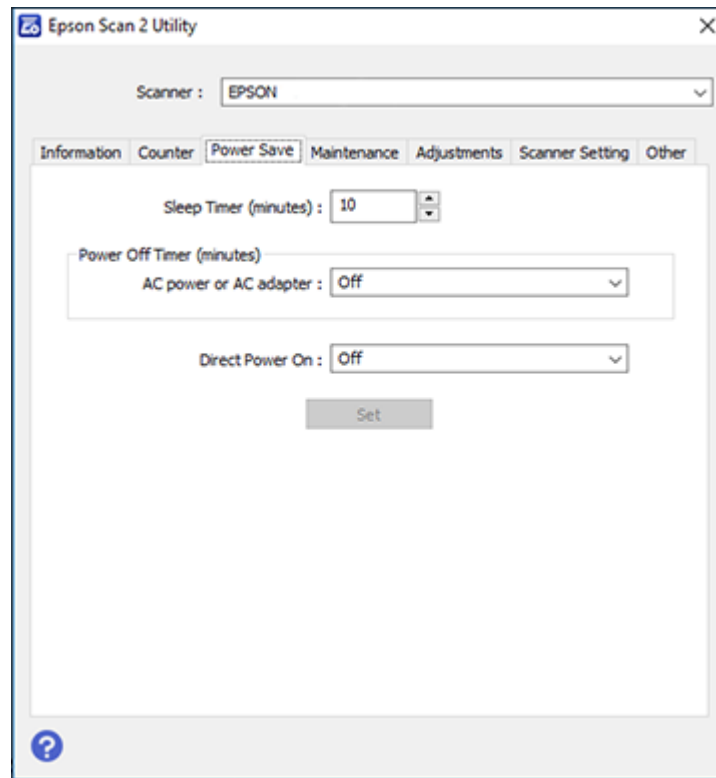 Epson Scan 2 Utility
Scanner : EPSON
Information Counter Power Save Maintenance Adjustments Scanner Setting Other
Sleep Timer (minutes) : 10
Power Off Timer (minutes)
AC power or AC adapter : Off
Direct Power On : Off
Set
?